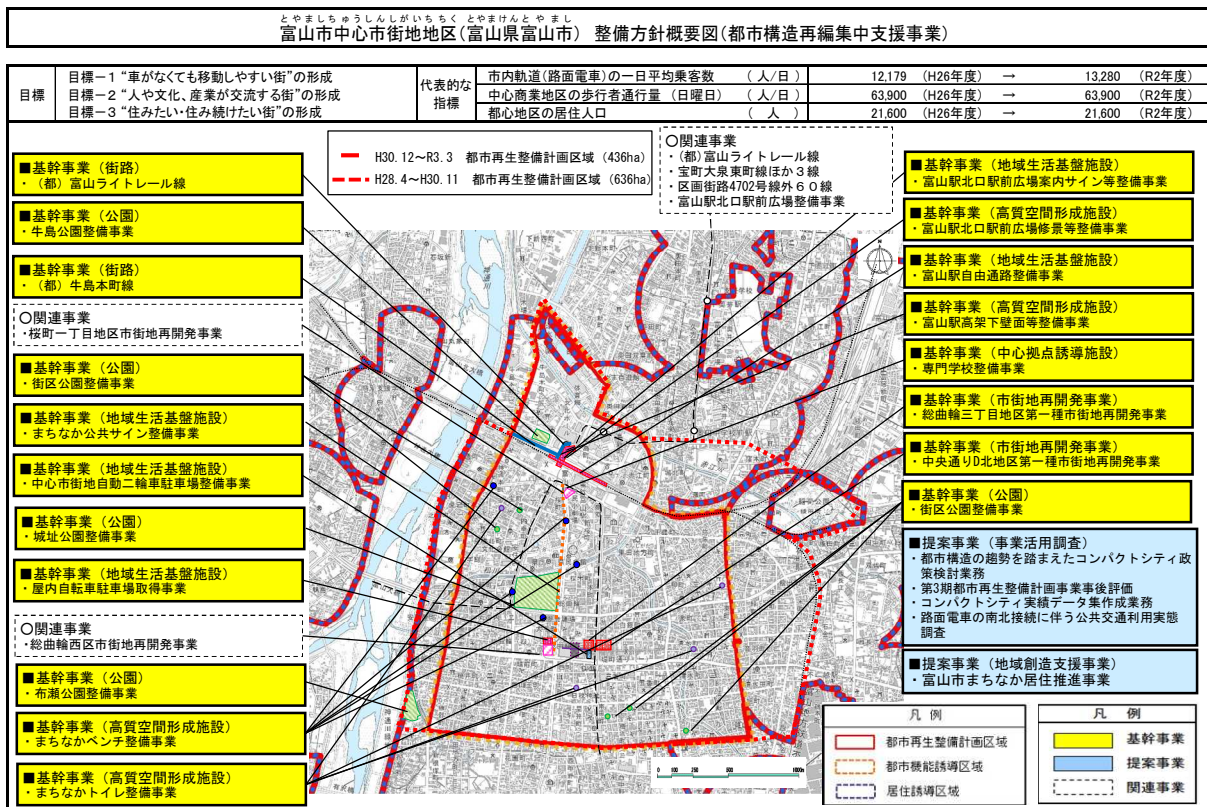 とやましちゅうしんしがいちちく とやまけんとやまし
富山市中心市街地地区(富山県富山市) 整備方針概要図(都市構造再編集中支援事業)
目標
目標－1 “車がなくても移動しやすい街”の形成
目標－2 “人や文化、産業が交流する街”の形成
目標－3 “住みたい・住み続けたい街”の形成
代表的な
指標
市内軌道(路面電車)の一日平均乗客数 (人/日) 12,179 (H26年度) → 13,280 (R2年度)
中心商業地区の歩行者通行量 (日曜日) (人/日) 63,900 (H26年度) → 63,900 (R2年度)
都心地区の居住人口 (人) 21,600 (H26年度) → 21,600 (R2年度)
H30.12～R3.3 都市再生整備計画区域 (436ha)
H28.4～H30.11 都市再生整備計画区域 (636ha)
○関連事業
・(都)富山ライトレール線
・宝町大泉東町線ほか3線
・区画街路4702号線外60線
・富山駅北口駅前広場整備事業
■基幹事業 (街路)
・(都) 富山ライトレール線
■基幹事業 (公園)
・牛島公園整備事業
■基幹事業 (街路)
・(都) 牛島本町線
○関連事業
・桜町一丁目地区市街地再開発事業
■基幹事業 (公園)
・街区公園整備事業
■基幹事業 (地域生活基盤施設)
・まちなか公共サイン整備事業
■基幹事業 (地域生活基盤施設)
・中心市街地自動二輪車駐車場整備事業
■基幹事業 (公園)
・城址公園整備事業
■基幹事業 (地域生活基盤施設)
・屋内自転車駐車場取得事業
○関連事業
・総曲輪西区市街地再開発事業
■基幹事業 (公園)
・布瀬公園整備事業
■基幹事業 (高質空間形成施設)
・まちなかベンチ整備事業
■基幹事業 (高質空間形成施設)
・まちなかトイレ整備事業
■基幹事業 (地域生活基盤施設)
・富山駅北口駅前広場案内サイン等整備事業
■基幹事業 (高質空間形成施設)
・富山駅北口駅前広場修景等整備事業
■基幹事業 (地域生活基盤施設)
・富山駅自由通路整備事業
■基幹事業 (高質空間形成施設)
・富山駅高架下壁面等整備事業
■基幹事業 (中心拠点誘導施設)
・専門学校整備事業
■基幹事業 (市街地再開発事業)
・総曲輪三丁目地区第一種市街地再開発事業
■基幹事業 (市街地再開発事業)
・中央通りD北地区第一種市街地再開発事業
■基幹事業 (公園)
・街区公園整備事業
■提案事業 (事業活用調査)
・都市構造の趨勢を踏まえたコンパクトシティ政
策検討業務
・第3期都市再生整備計画事業事後評価
・コンパクトシティ実績データ集作成業務
・路面電車の南北接続に伴う公共交通利用実態
調査
■提案事業 (地域創造支援事業)
・富山市まちなか居住推進事業
凡 例
都市再生整備計画区域
都市機能誘導区域
居住誘導区域
凡 例
基幹事業
提案事業
関連事業
0 100 250 500 1000m